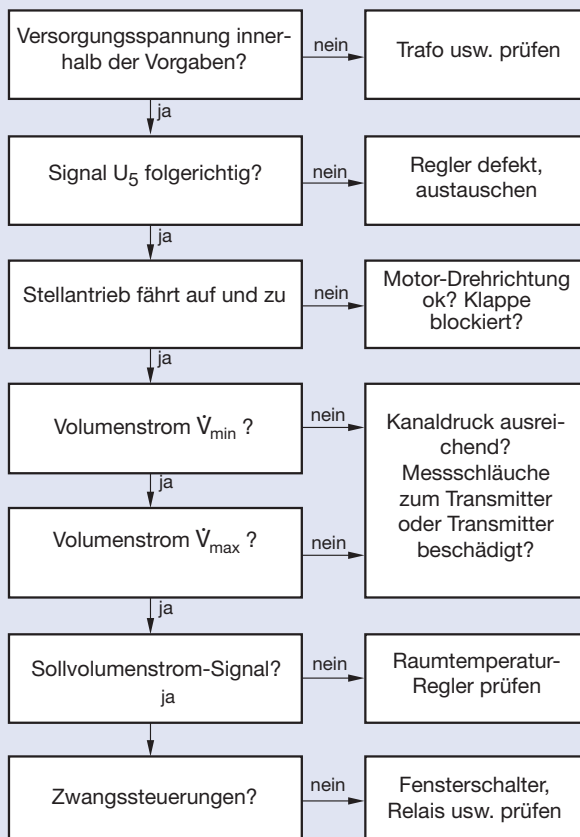 Versorgungsspannung inner-
halb der Vorgaben?
nein
Trafo usw. prüfen
ja
Signal U5 folgerichtig?
nein
Regler defekt,
austauschen
ja
Stellantrieb fährt auf und zu
nein
Motor-Drehrichtung
ok? Klappe
blockiert?
ja
Volumenstrom V̇min ?
nein
Kanaldruck ausrei-
chend?
Messschläuche
zum Transmitter
oder Transmitter
beschädigt?
ja
Volumenstrom V̇max ?
nein
ja
Sollvolumenstrom-Signal?
nein
Raumtemperatur-
Regler prüfen
ja
Zwangssteuerungen?
nein
Fensterschalter,
Relais usw. prüfen